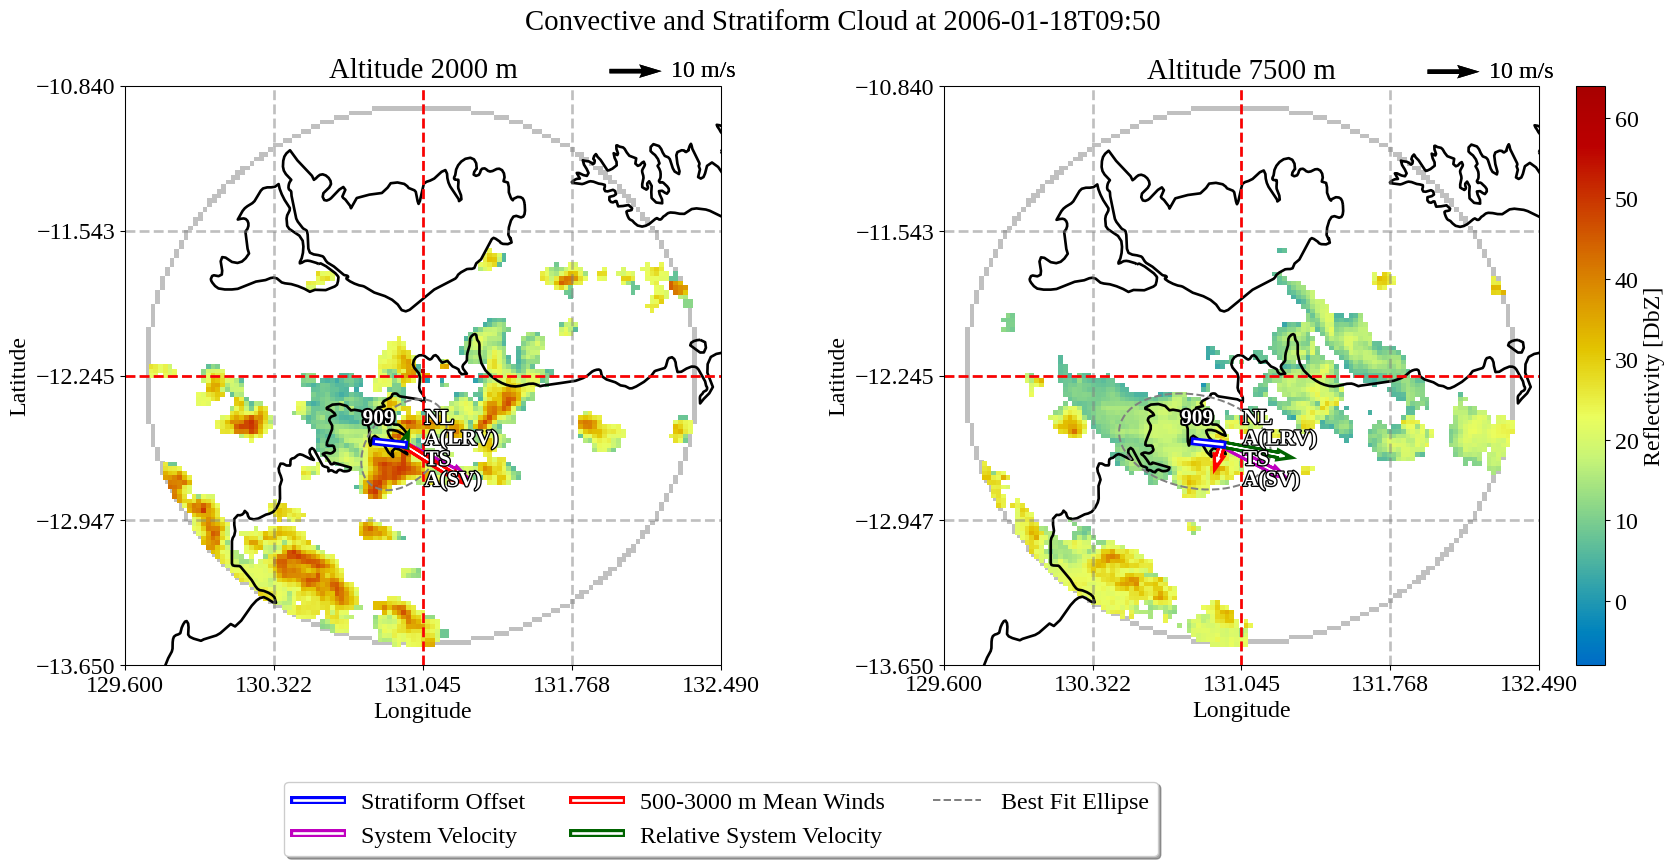 Convective and Stratiform Cloud at 2006-01-18T09:50
Altitude 2000 m
10 m/s
Altitude 7500 m
10 m/s
−10.840
−11.543
−12.245
−12.947
−13.650
Latitude
129.600
130.322
131.045
131.768
132.490
Longitude
909
NL
A(LRV)
TS
A(SV)
−10.840
−11.543
−12.245
−12.947
−13.650
Latitude
129.600
130.322
131.045
131.768
132.490
Longitude
909
NL
A(LRV)
TS
A(SV)
60
50
40
30
20
10
0
Reflectivity [DbZ]
Stratiform Offset
System Velocity
500-3000 m Mean Winds
Relative System Velocity
Best Fit Ellipse